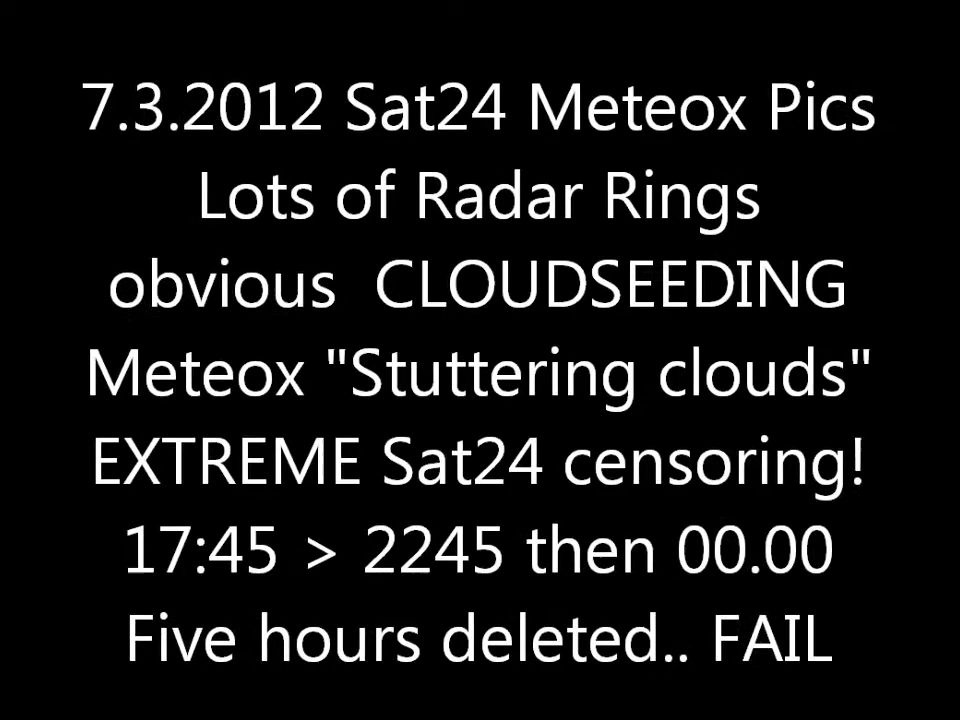 7.3.2012 Sat24 Meteox Pics
Lots of Radar Rings
obvious  CLOUDSEEDING
Meteox "Stuttering clouds"
EXTREME Sat24 censoring!
17:45 > 2245 then 00.00
Five hours deleted.. FAIL